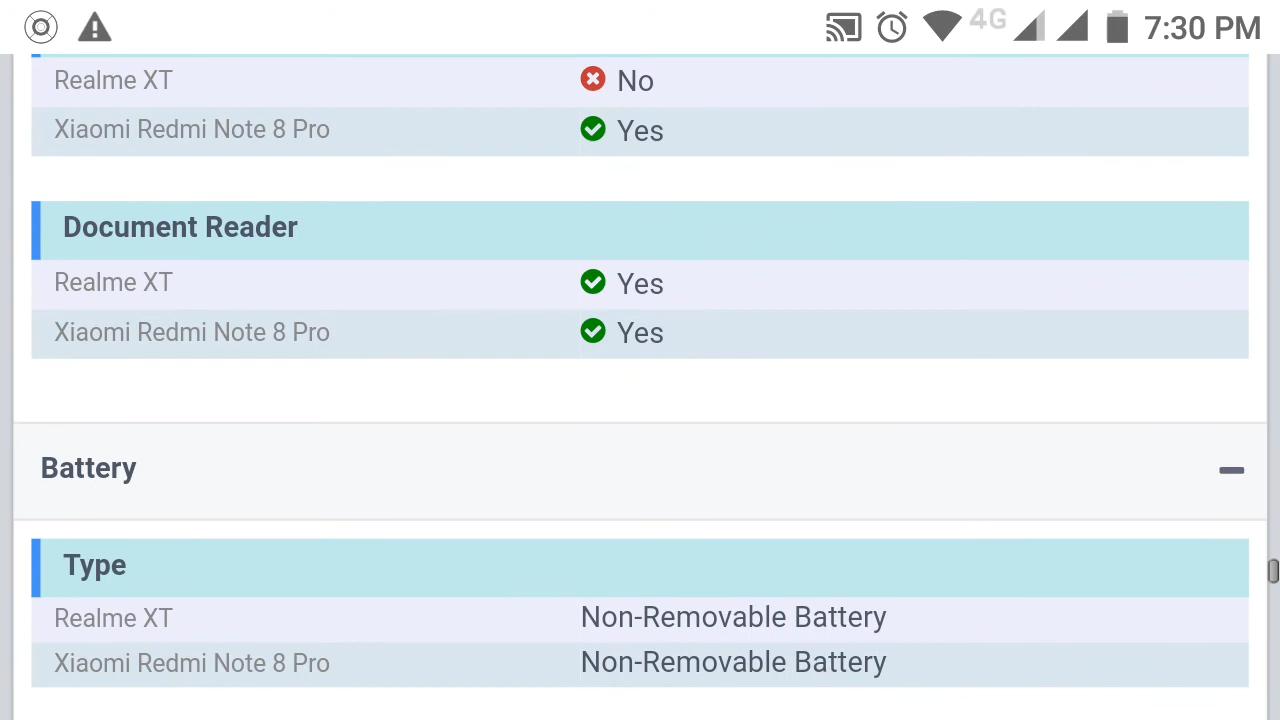 4G 7:30 PM
Realme XT No
Xiaomi Redmi Note 8 Pro Yes
Document Reader
Realme XT Yes
Xiaomi Redmi Note 8 Pro Yes
Battery
Type
Realme XT Non-Removable Battery
Xiaomi Redmi Note 8 Pro Non-Removable Battery